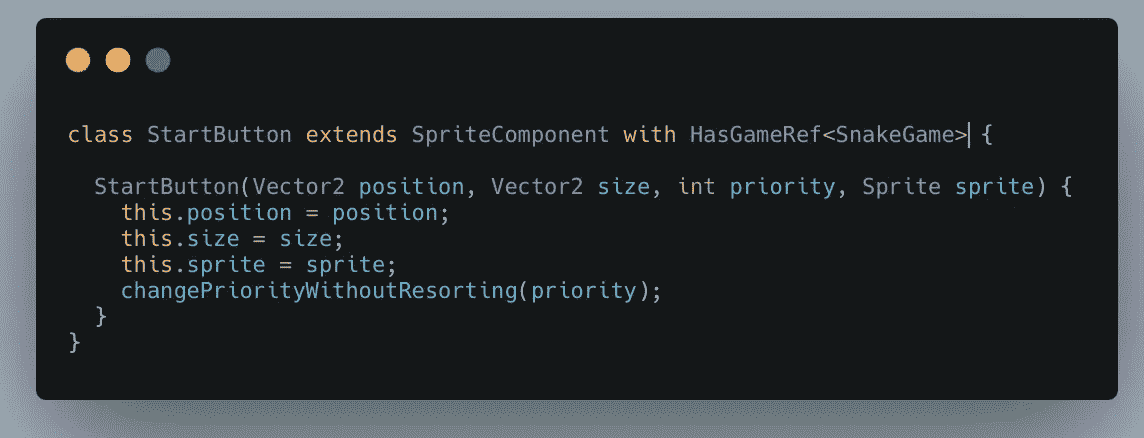 class StartButton extends SpriteComponent with HasGameRef<SnakeGame> {
StartButton(Vector2 position, Vector2 size, int priority, Sprite sprite) {
this.position = position;
this.size = size;
this.sprite = sprite;
changePriorityWithoutResorting(priority);
}
}